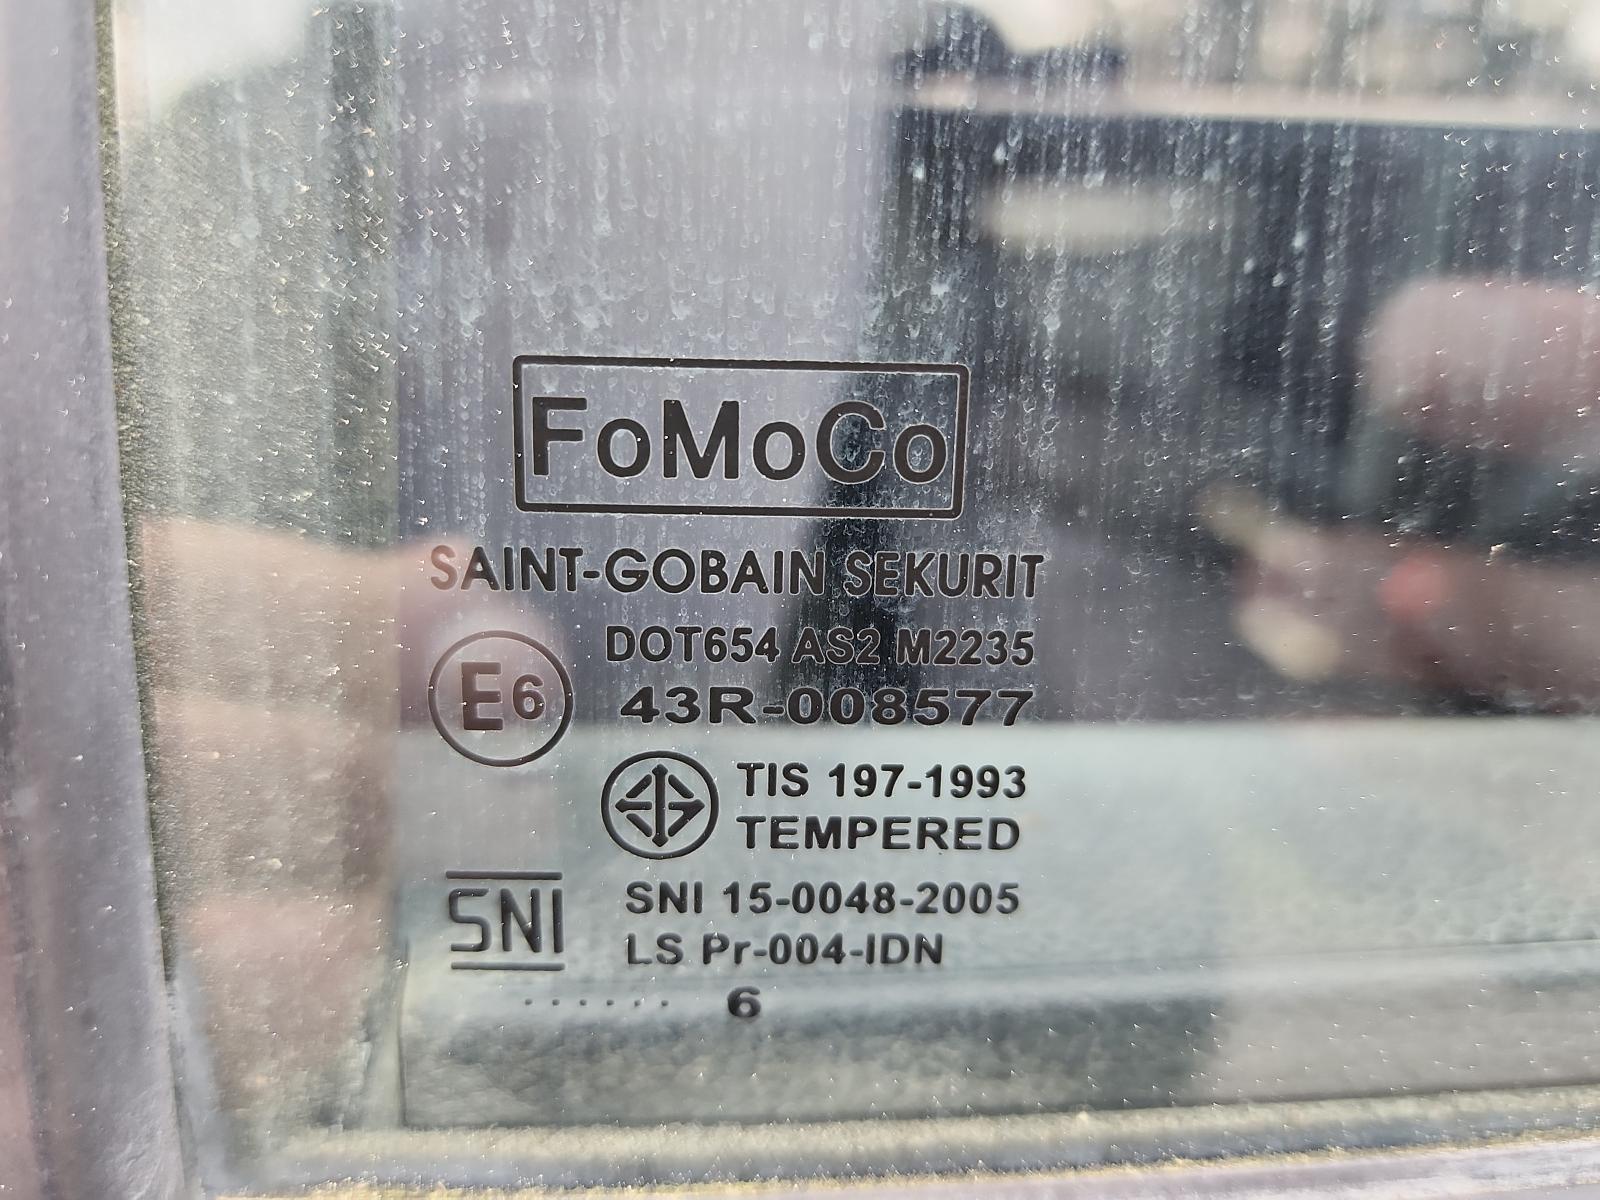 FoMoCo
SAINT-GOBAIN SEKURIT
DOT654 AS2 M2235
E6 43R-008577
TIS 197-1993
TEMPERED
SNI SNI 15-0048-2005
LS Pr-004-IDN
...... 6